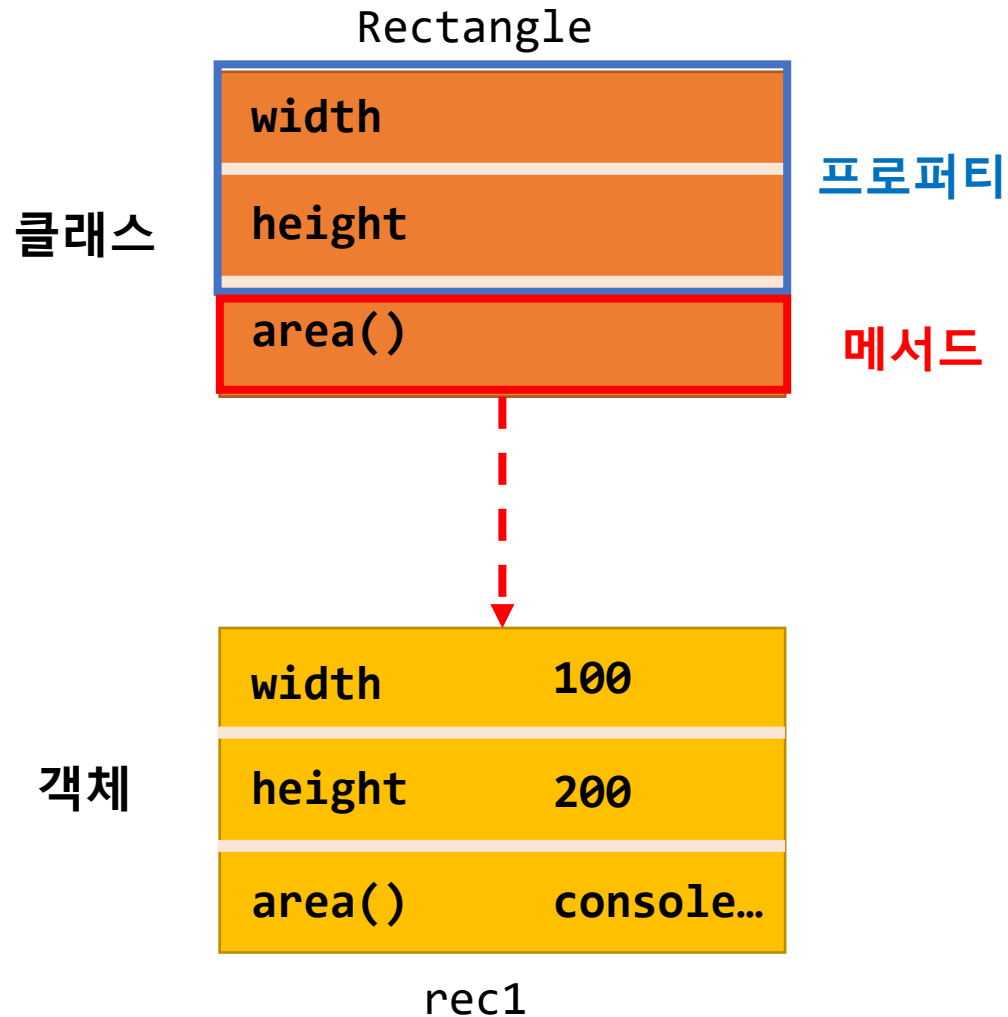 Rectangle
width
프로퍼티
클래스
height
area()
메서드
width 100
객체
height 200
area() console…
rec1